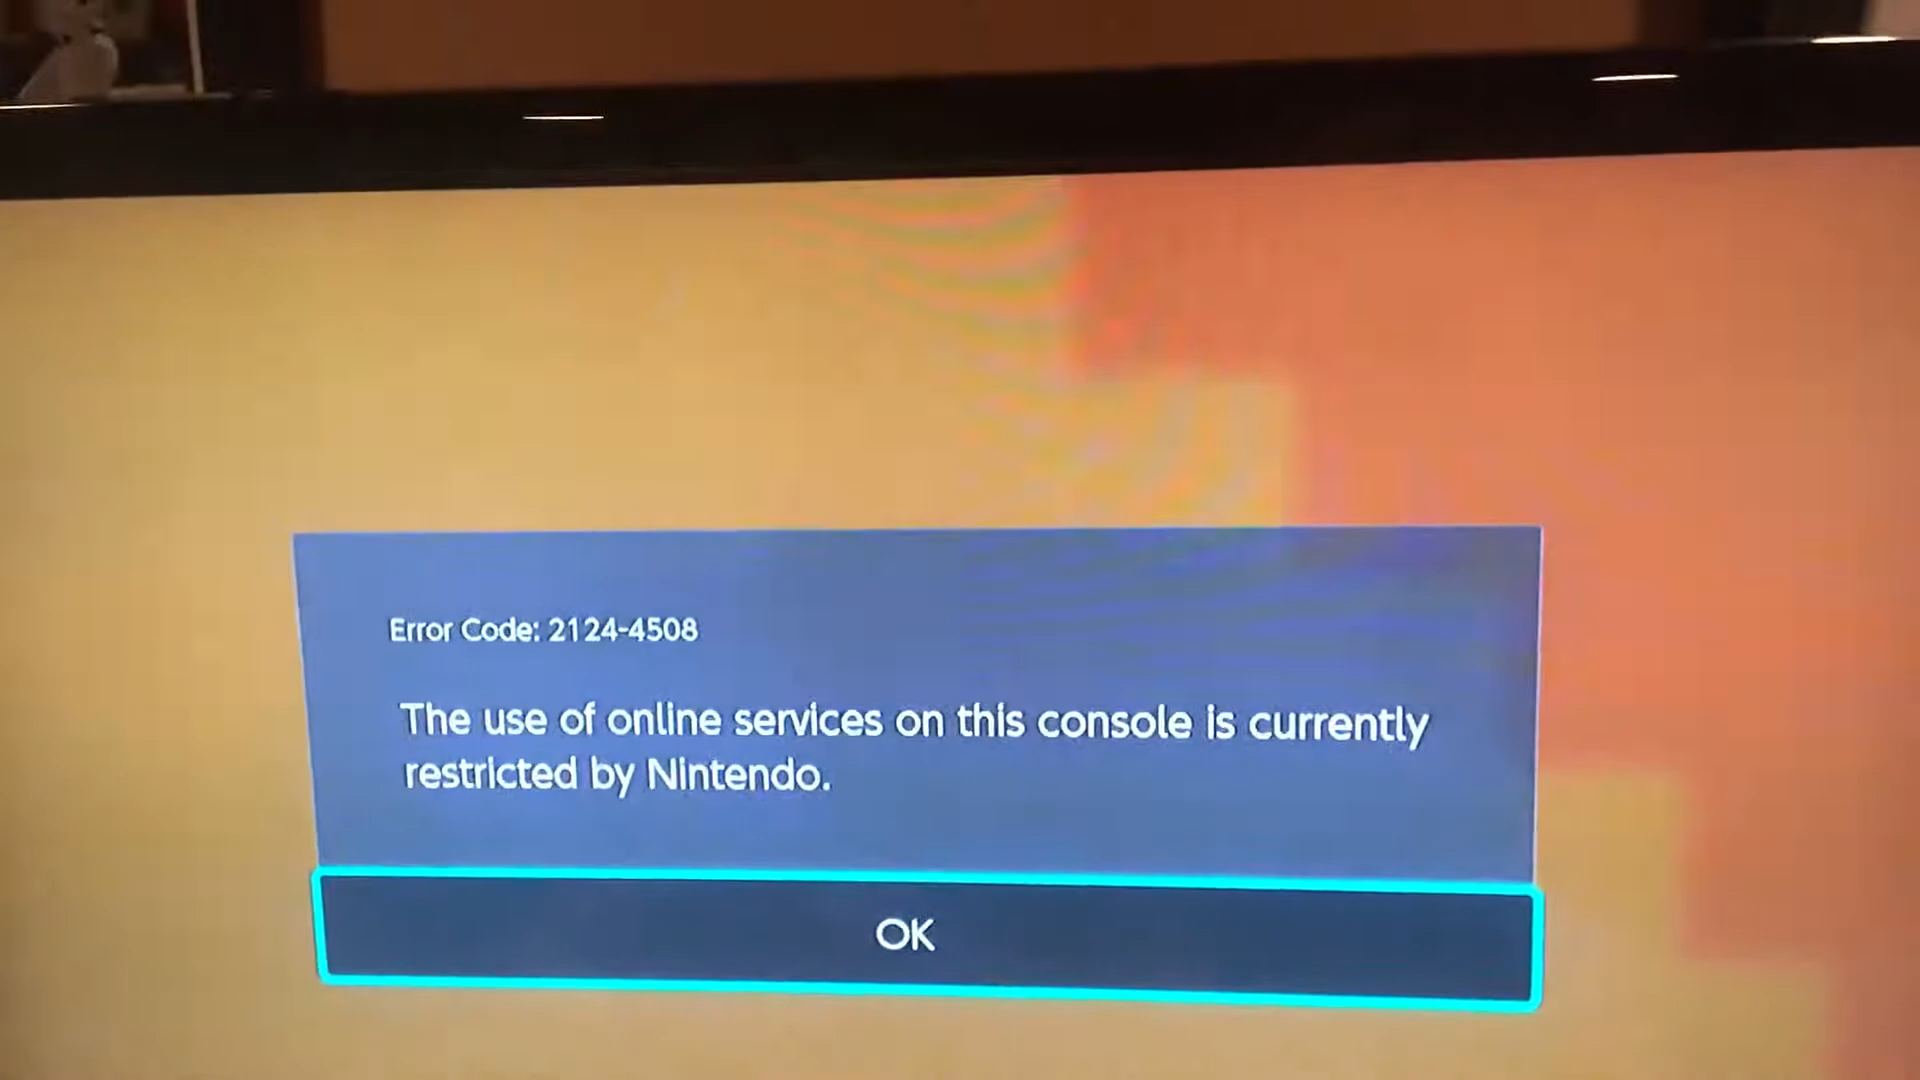 Error Code: 2124-4508
The use of online services on this console is currently
restricted by Nintendo.
OK